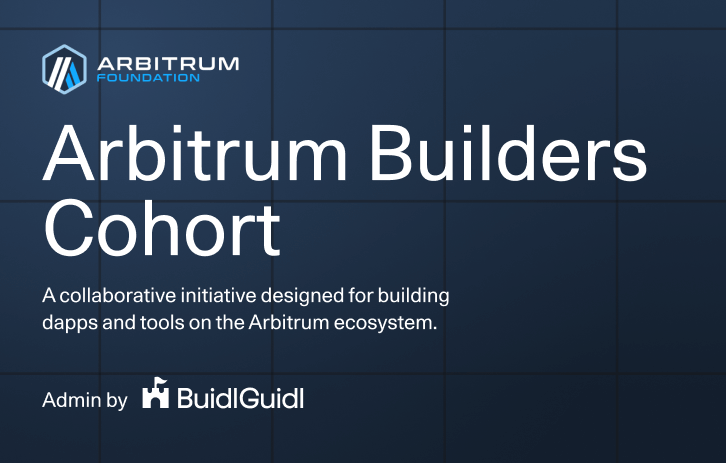 ARBITRUM
FOUNDATION
Arbitrum Builders
Cohort
A collaborative initiative designed for building
dapps and tools on the Arbitrum ecosystem.
Admin by BuidlGuidl